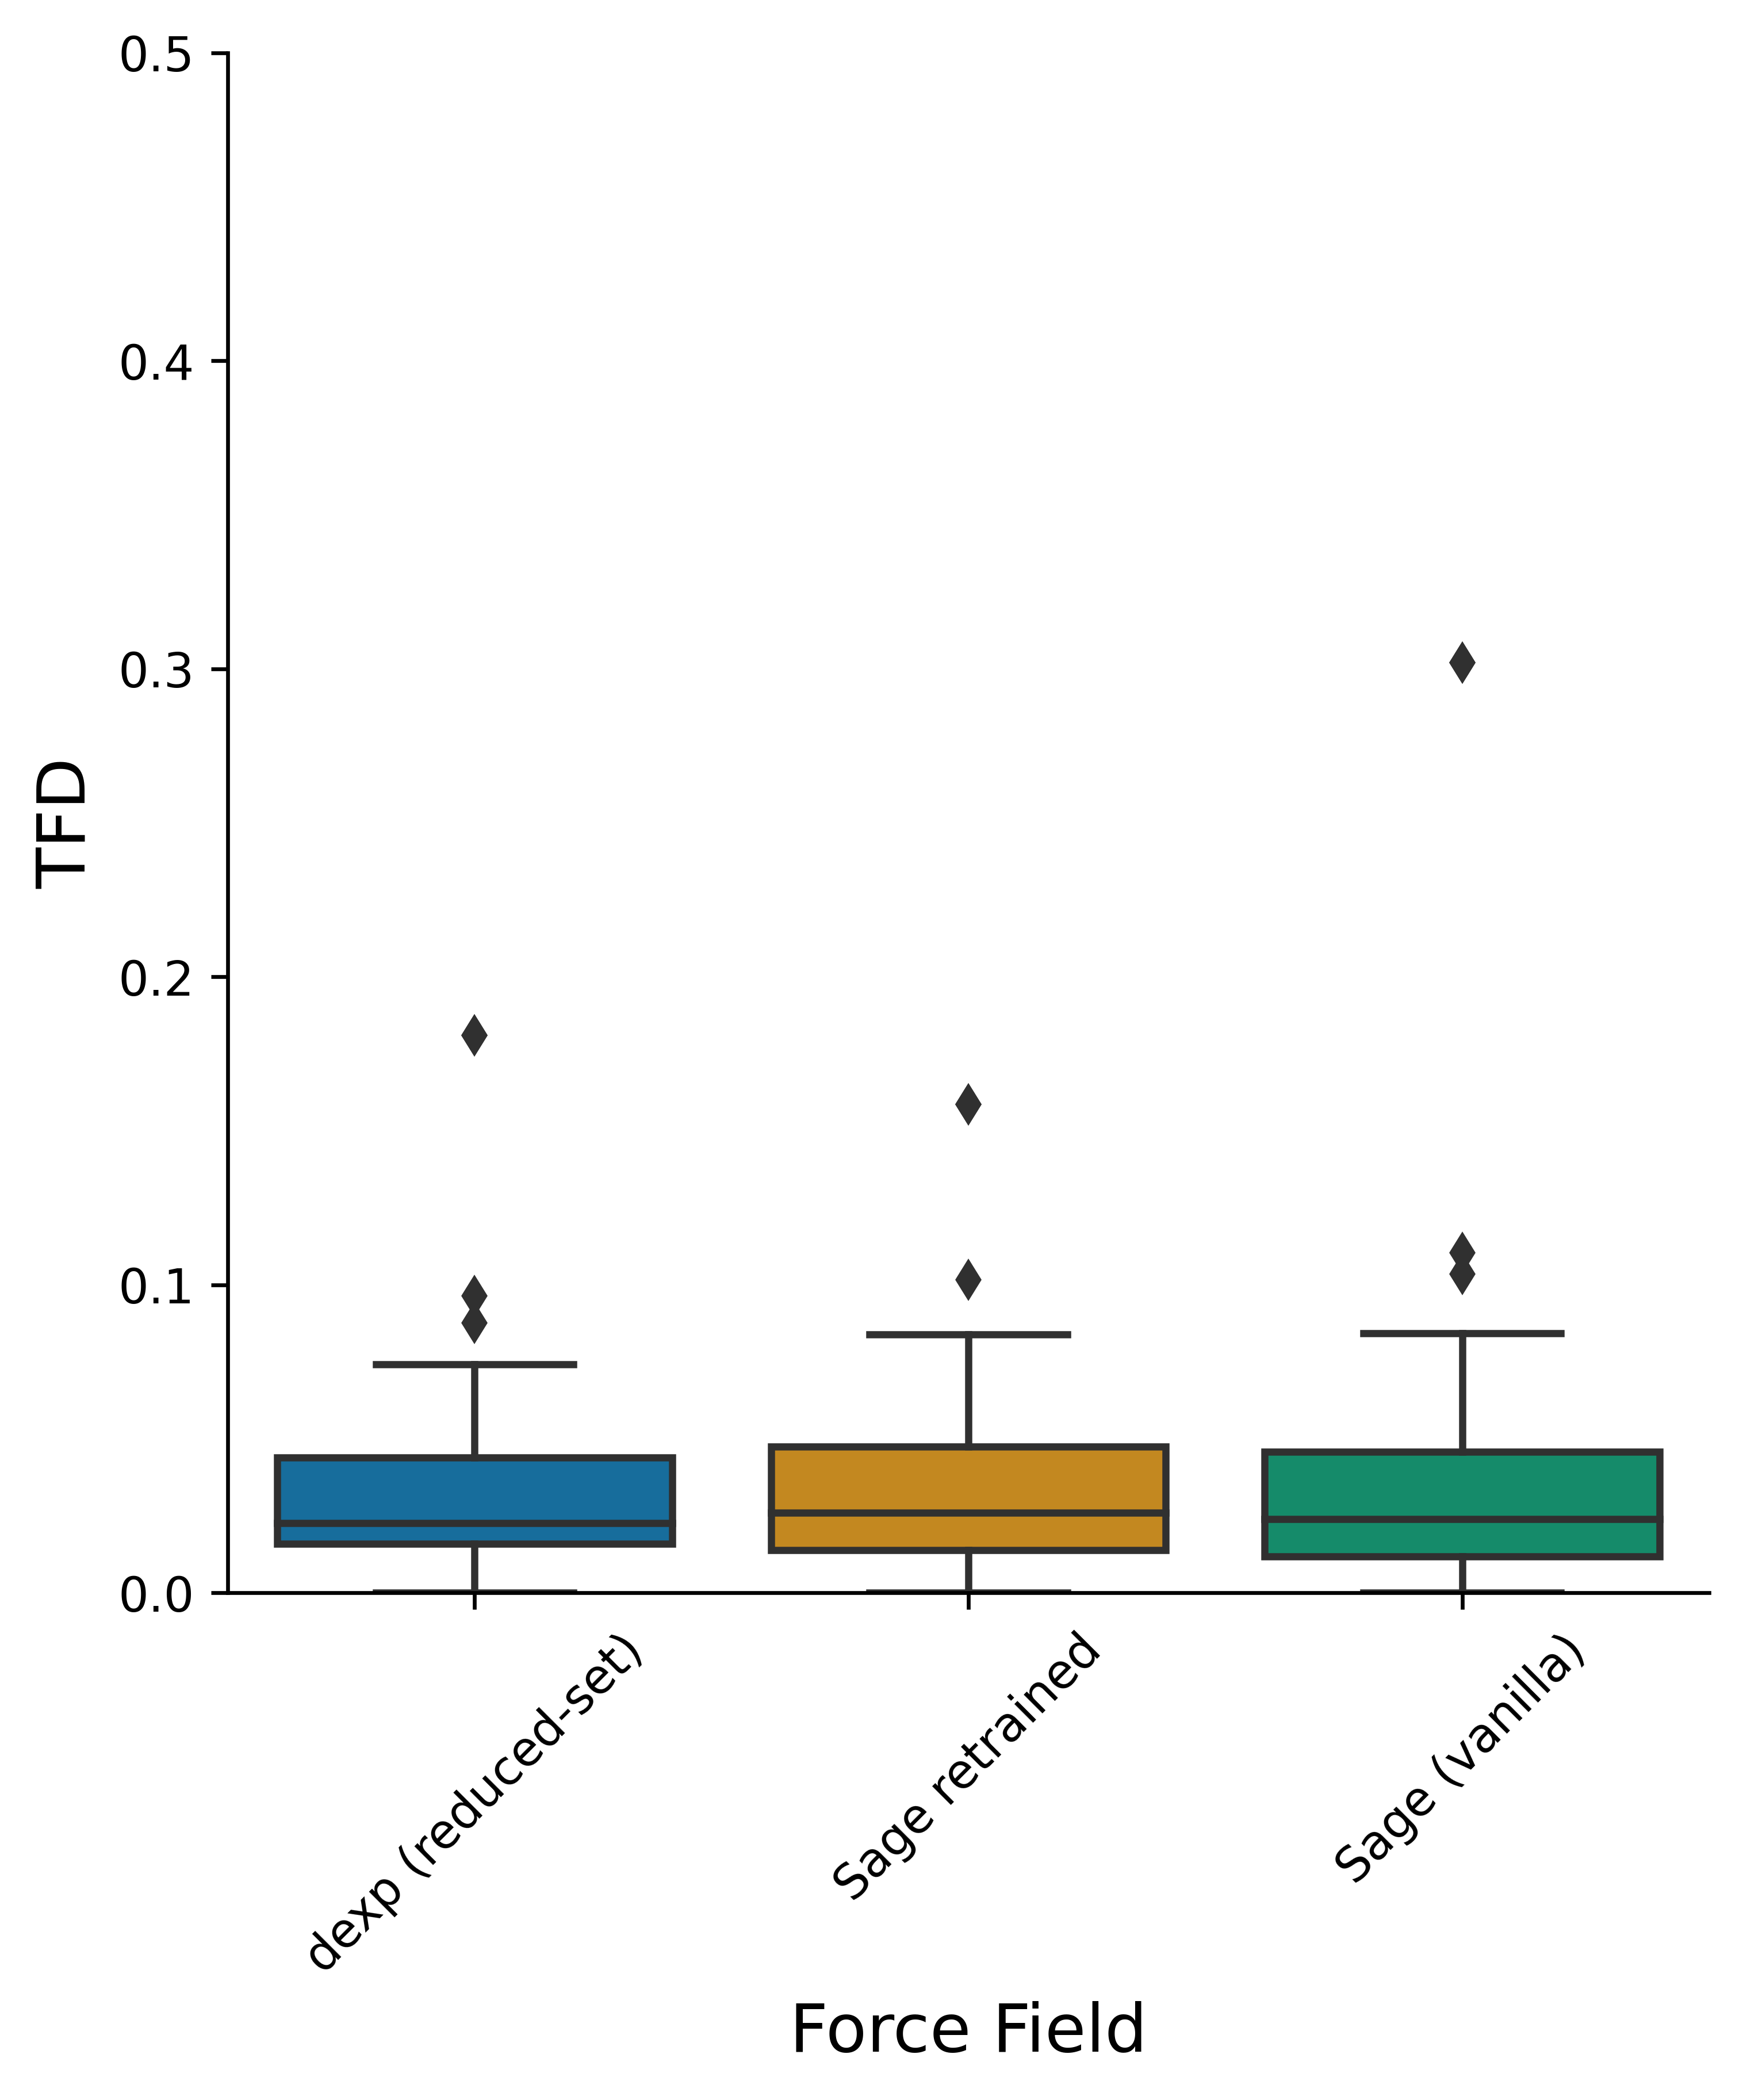 0.5
0.4
0.3
0.2
0.1
0.0
TFD
dexp (reduced-set)
Sage retrained
Sage (vanilla)
Force Field